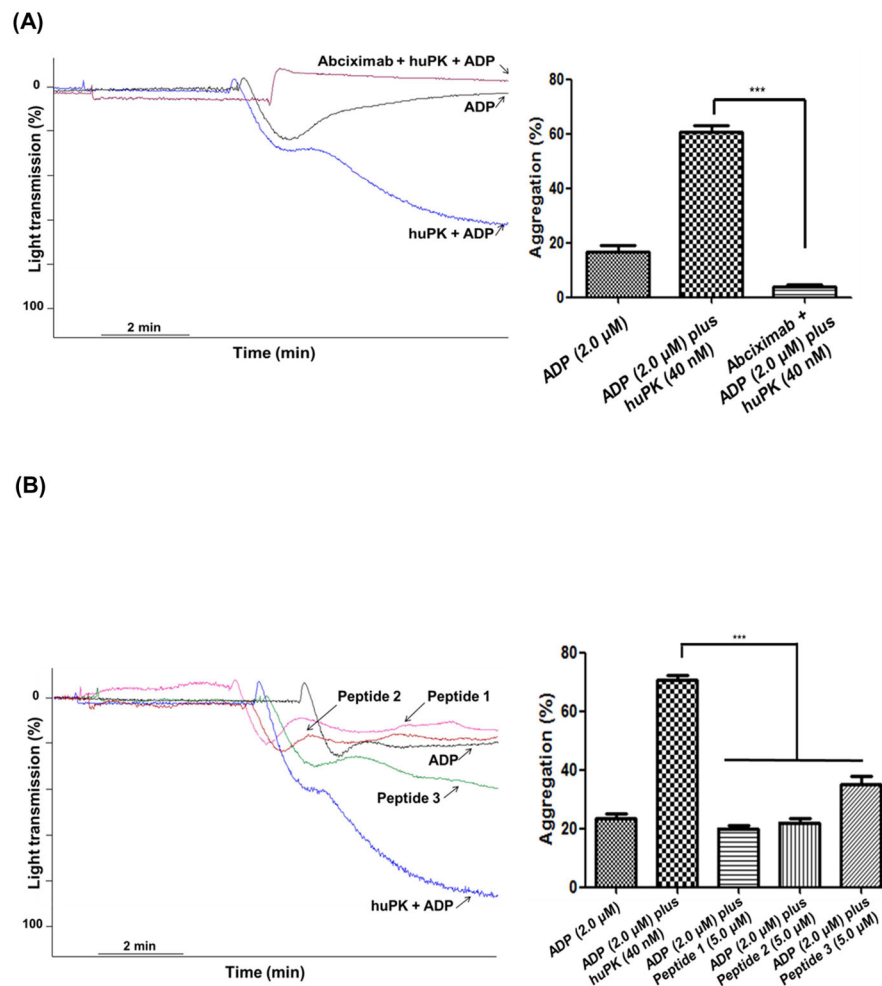 (A)
Abciximab + huPK + ADP
0
ADP
huPK + ADP
100
Light transmission (%)
2 min
Time (min)
80
***
60
40
20
0
Aggregation (%)
ADP (2.0 µM)
ADP (2.0 µM) plus
huPK (40 nM)
Abciximab +
ADP (2.0 µM) plus
huPK (40 nM)
(B)
0
Peptide 2
Peptide 1
ADP
Peptide 3
huPK + ADP
100
Light transmission (%)
2 min
Time (min)
80
***
60
40
20
0
Aggregation (%)
ADP (2.0 µM)
ADP (2.0 µM) plus
huPK (40 nM)
ADP (2.0 µM) plus
Peptide 1 (5.0 µM)
ADP (2.0 µM) plus
Peptide 2 (5.0 µM)
ADP (2.0 µM) plus
Peptide 3 (5.0 µM)